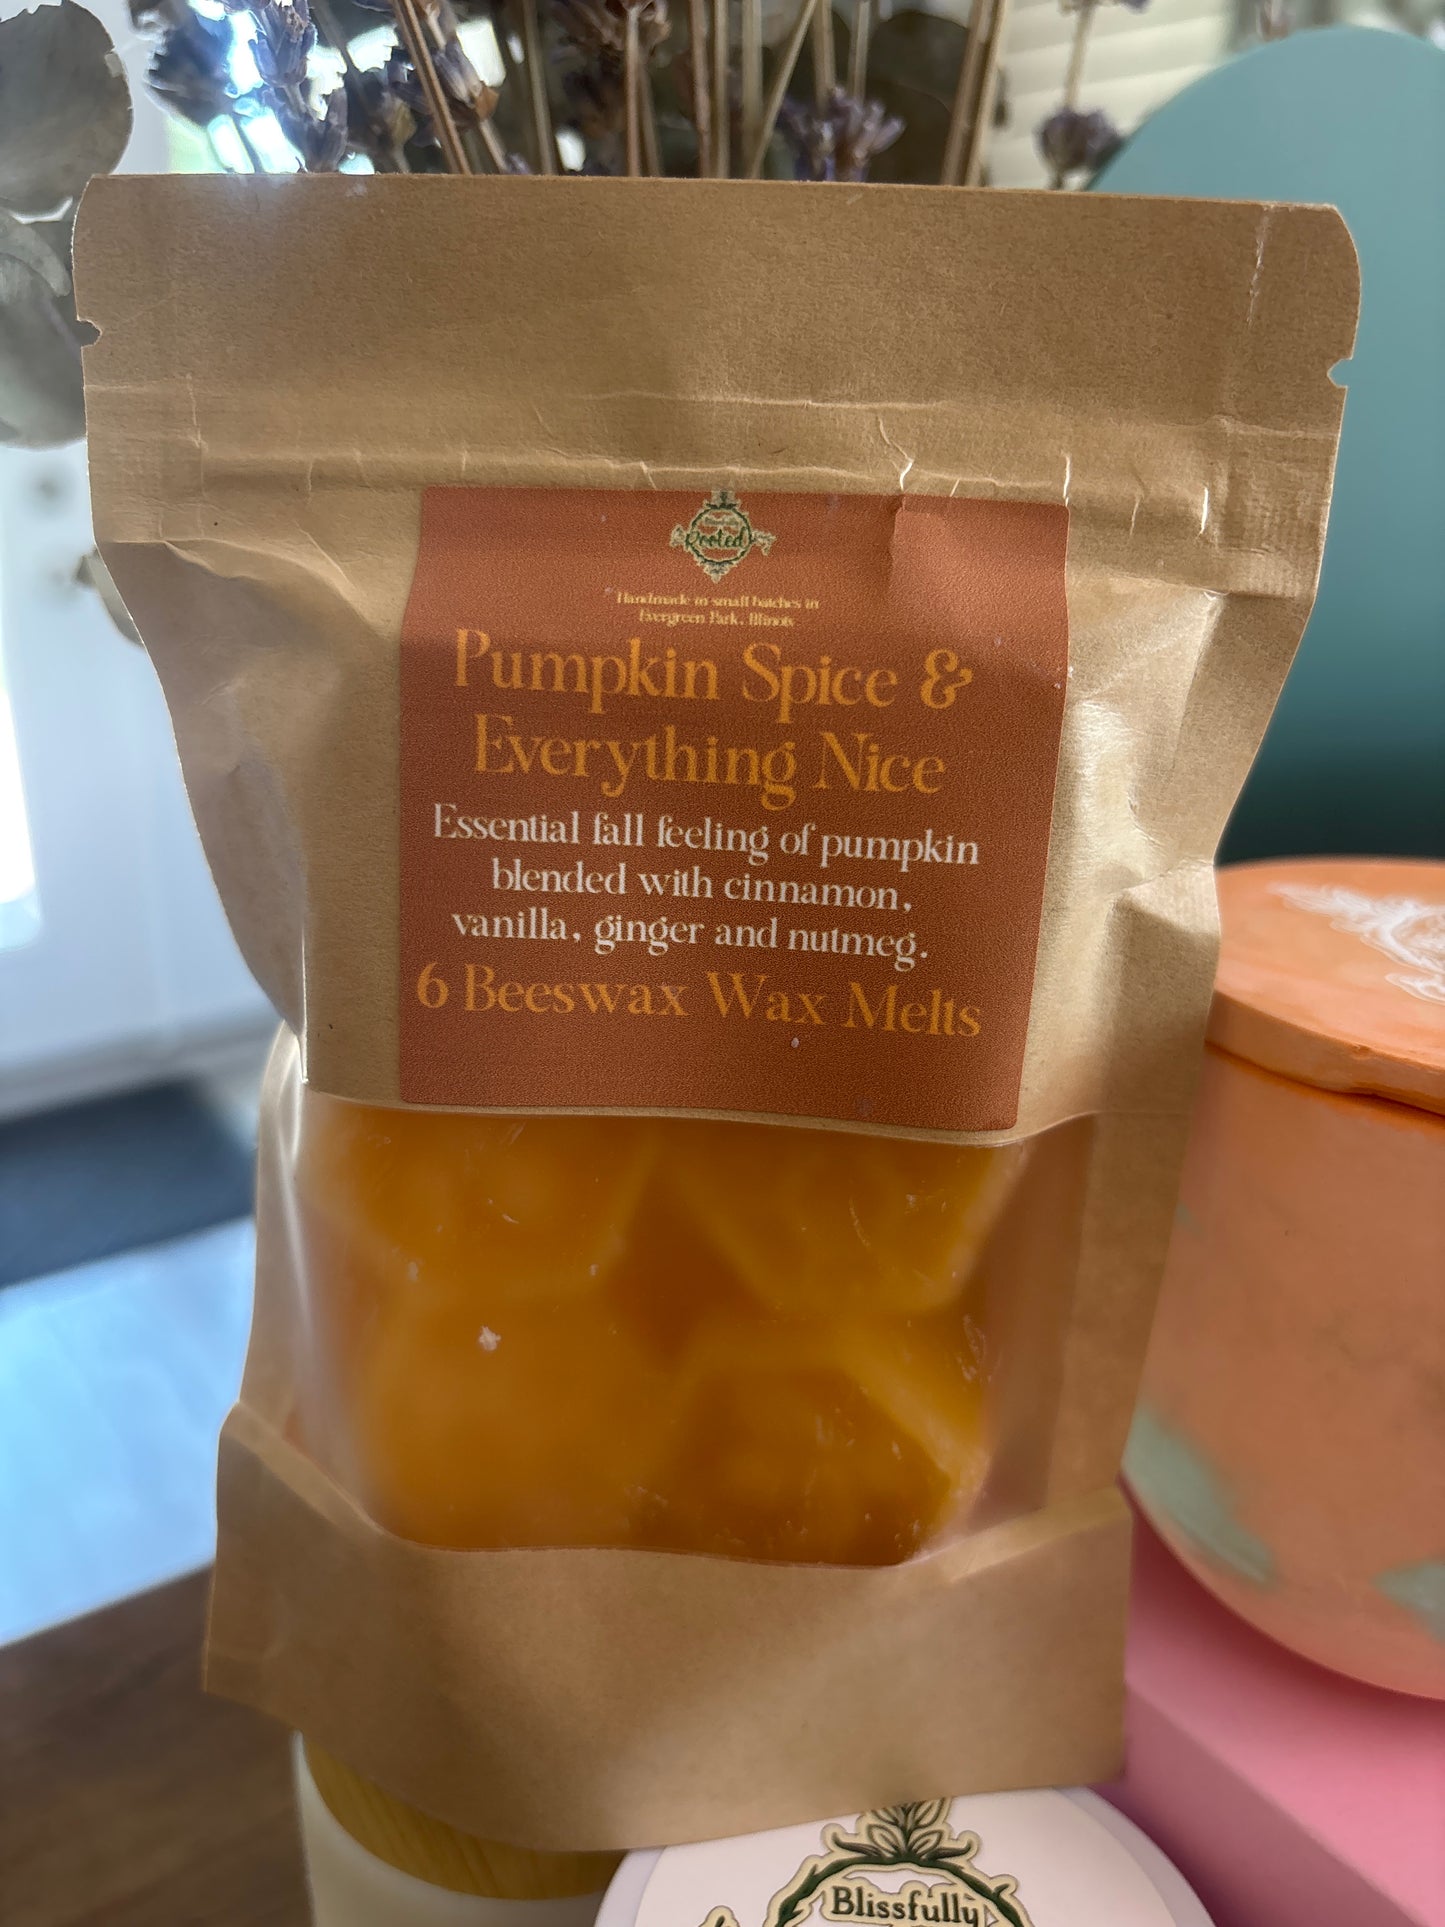 Rooted
Handmade in small batches in
Evergreen Park, Illinois
Pumpkin Spice &
Everything Nice
Essential fall feeling of pumpkin
blended with cinnamon,
vanilla, ginger and nutmeg.
6 Beeswax Wax Melts
Blissfully